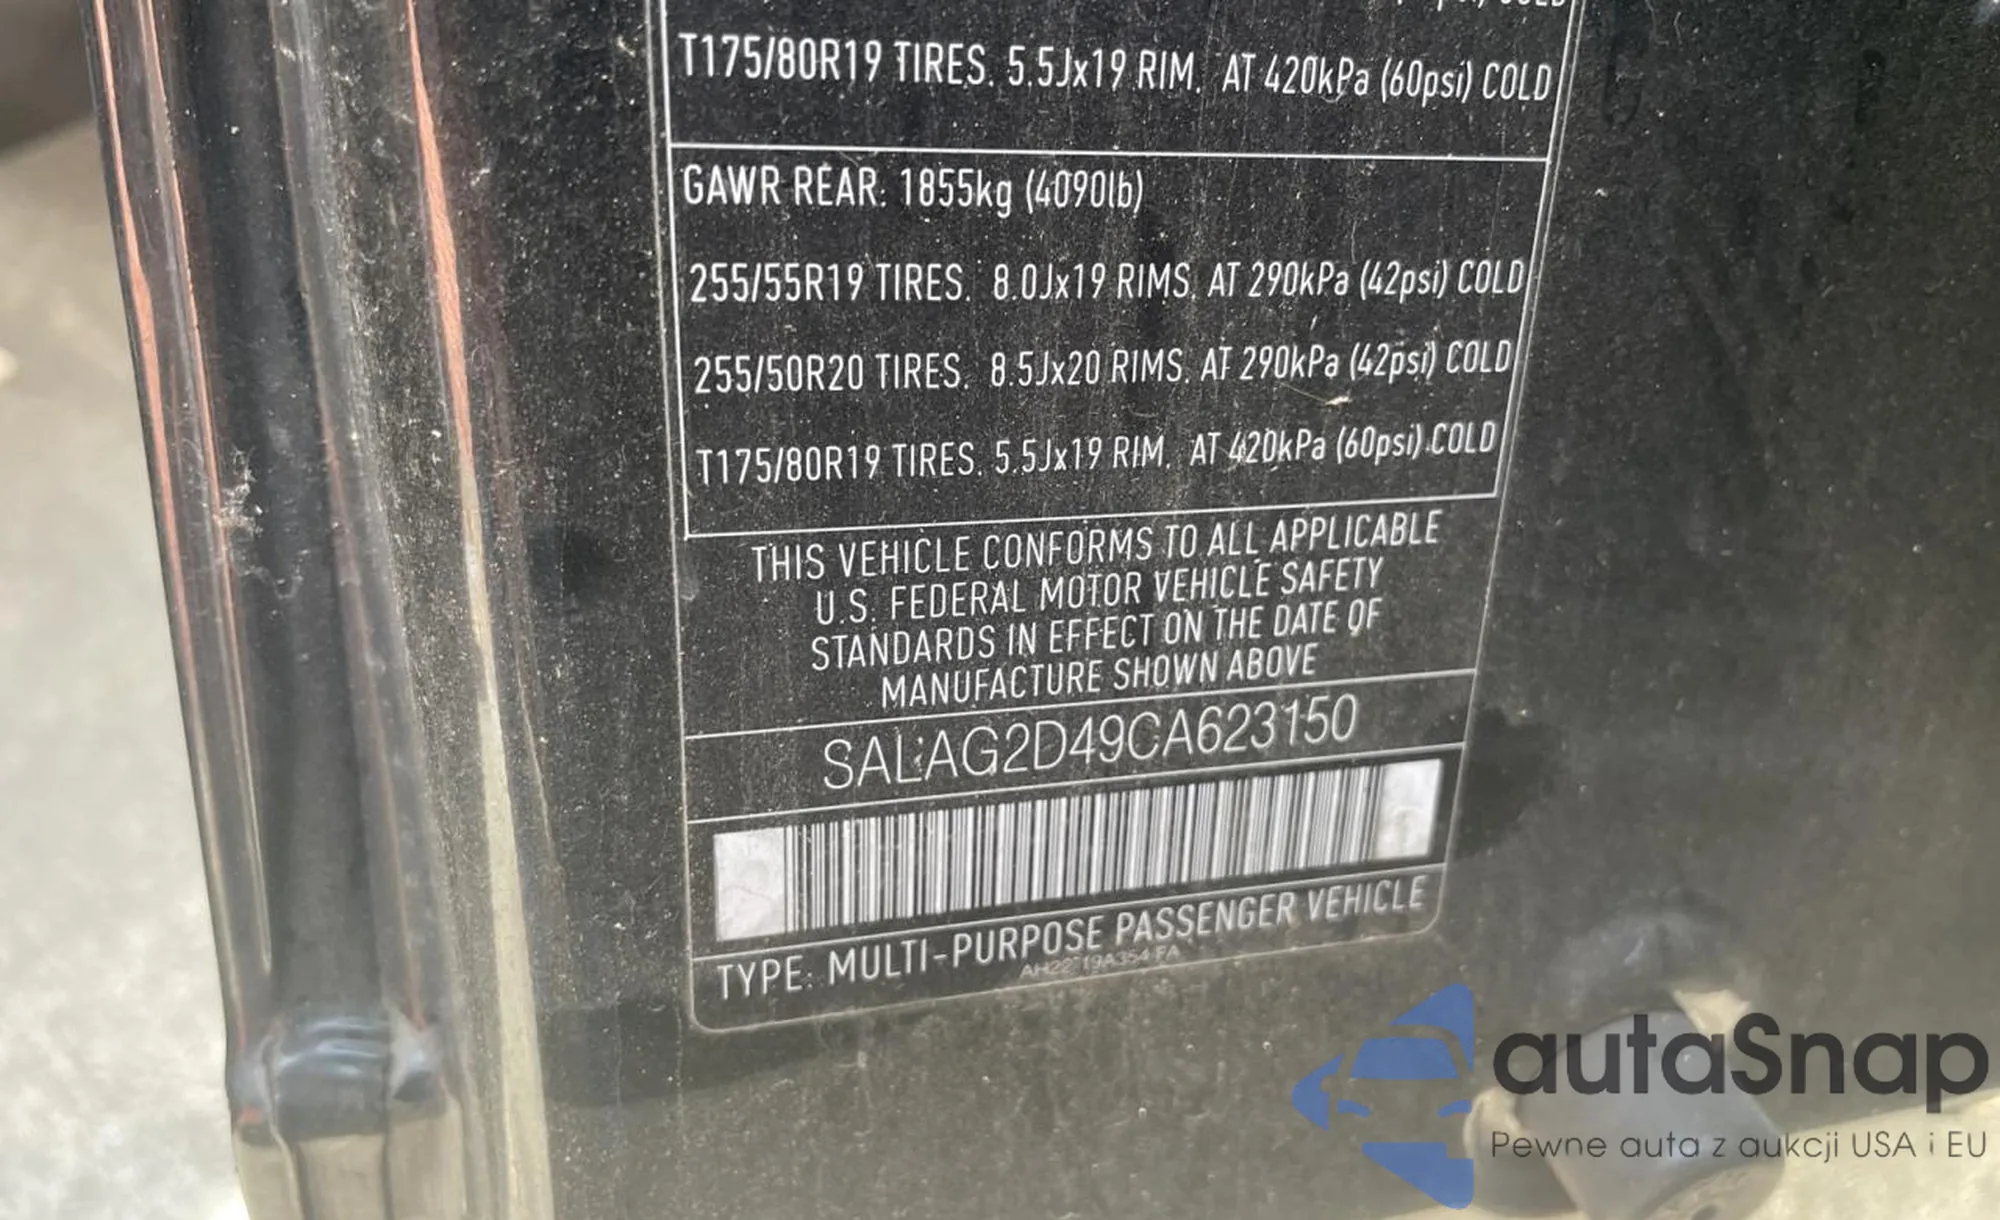 COLD
T175/80R19 TIRES. 5.5Jx19 RIM. AT 420kPa (60psi) COLD
GAWR REAR: 1855kg (4090lb)
255/55R19 TIRES. 8.0Jx19 RIMS. AT 290kPa (42psi) COLD
255/50R20 TIRES. 8.5Jx20 RIMS. AT 290kPa (42psi) COLD
T175/80R19 TIRES. 5.5Jx19 RIM. AT 420kPa (60psi) COLD
THIS VEHICLE CONFORMS TO ALL APPLICABLE
U.S. FEDERAL MOTOR VEHICLE SAFETY
STANDARDS IN EFFECT ON THE DATE OF
MANUFACTURE SHOWN ABOVE
SALAG2D49CA623150
TYPE: MULTI-PURPOSE PASSENGER VEHICLE
autaSnap
Pewne auta z aukcji USA i EU